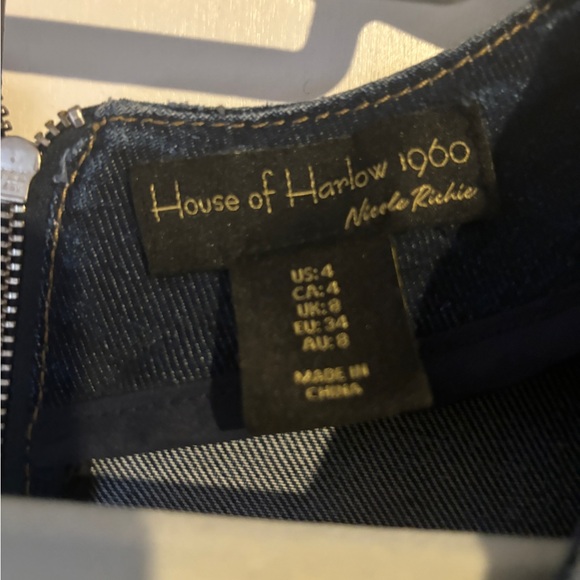 House of Harlow 1960
Nicole Richie
US: 4
CA: 4
UK: 8
EU: 34
AU: 8
MADE IN
CHINA